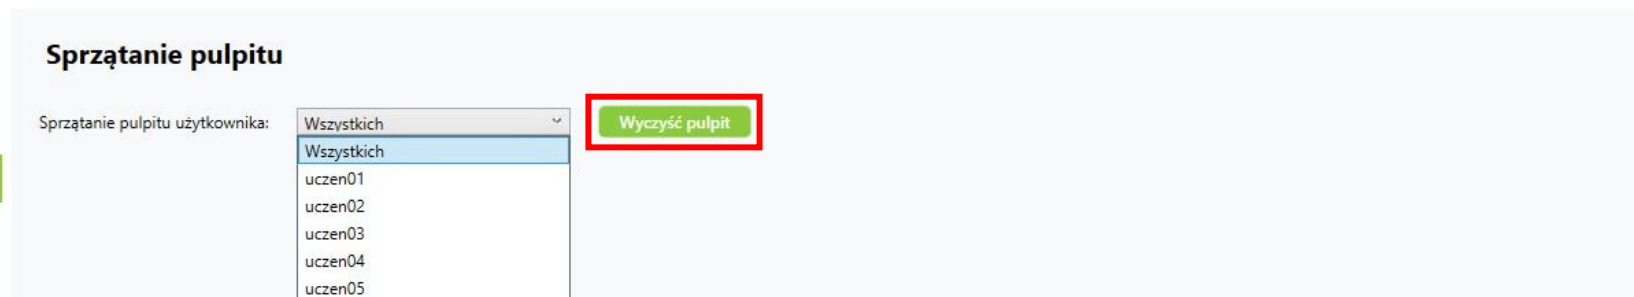 Sprzątanie pulpitu
Sprzątanie pulpitu użytkownika: Wszystkich Wyczyść pulpit
Wszystkich
uczen01
uczen02
uczen03
uczen04
uczen05